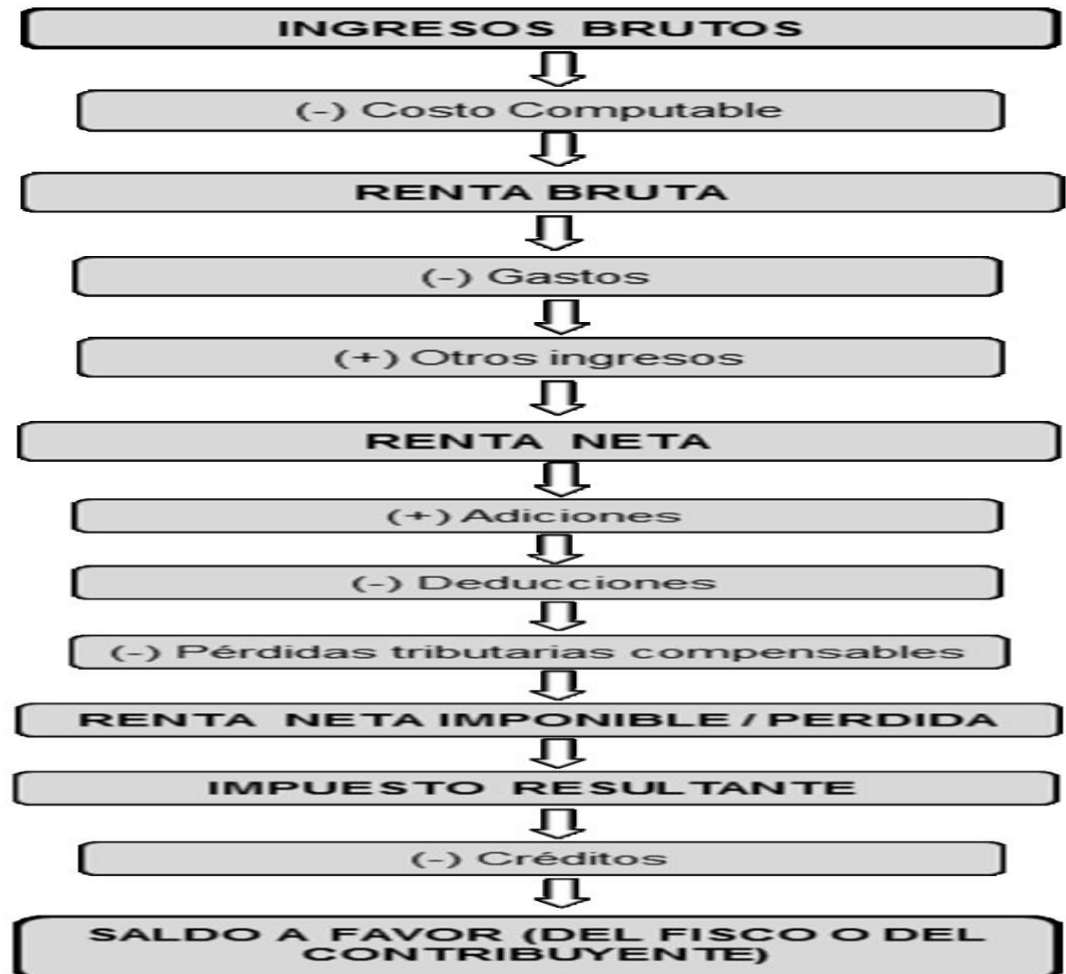 INGRESOS BRUTOS
(-) Costo Computable
RENTA BRUTA
(-) Gastos
(+) Otros ingresos
RENTA NETA
(+) Adiciones
(-) Deducciones
(-) Pérdidas tributarias compensables
RENTA NETA IMPONIBLE / PERDIDA
IMPUESTO RESULTANTE
(-) Créditos
SALDO A FAVOR (DEL FISCO O DEL
CONTRIBUYENTE)